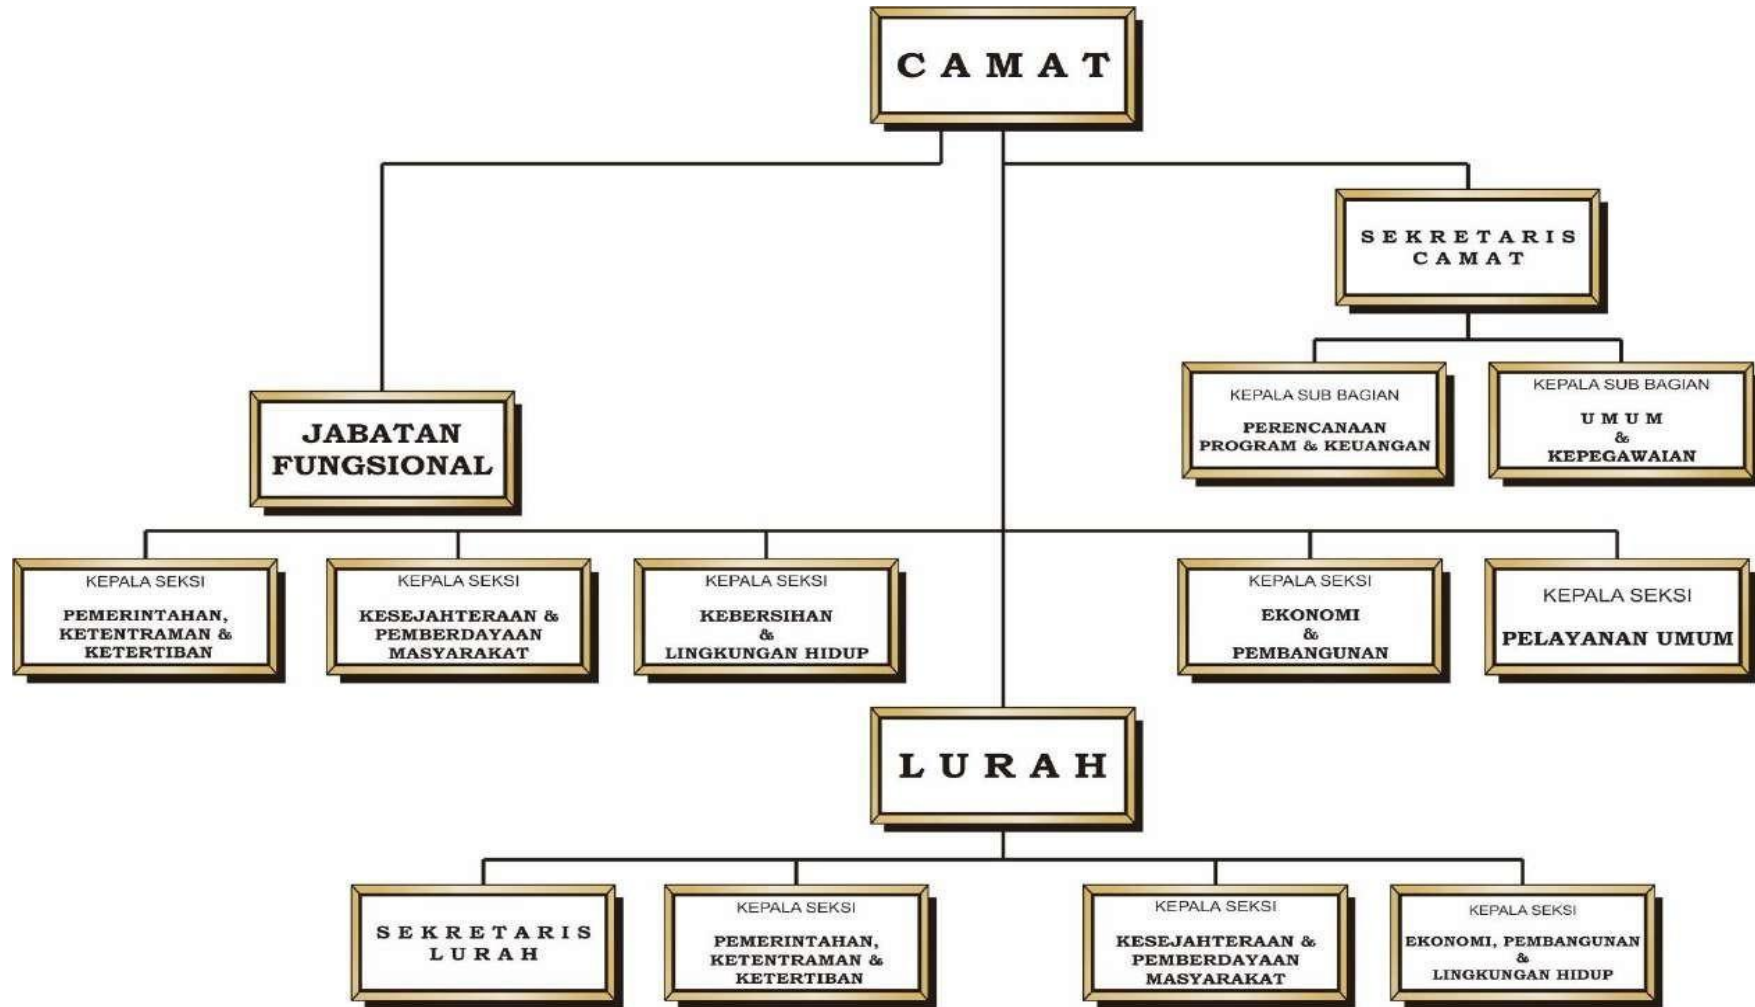 C A M A T
S E K R E T A R I S
C A M A T
KEPALA SUB BAGIAN
PERENCANAAN
PROGRAM & KEUANGAN
KEPALA SUB BAGIAN
U M U M
&
KEPEGAWAIAN
JABATAN
FUNGSIONAL
KEPALA SEKSI
PEMERINTAHAN,
KETENTRAMAN &
KETERTIBAN
KEPALA SEKSI
KESEJAHTERAAN &
PEMBERDAYAAN
MASYARAKAT
KEPALA SEKSI
KEBERSIHAN
&
LINGKUNGAN HIDUP
KEPALA SEKSI
EKONOMI
&
PEMBANGUNAN
KEPALA SEKSI
PELAYANAN UMUM
L U R A H
S E K R E T A R I S
L U R A H
KEPALA SEKSI
PEMERINTAHAN,
KETENTRAMAN &
KETERTIBAN
KEPALA SEKSI
KESEJAHTERAAN &
PEMBERDAYAAN
MASYARAKAT
KEPALA SEKSI
EKONOMI, PEMBANGUNAN
&
LINGKUNGAN HIDUP